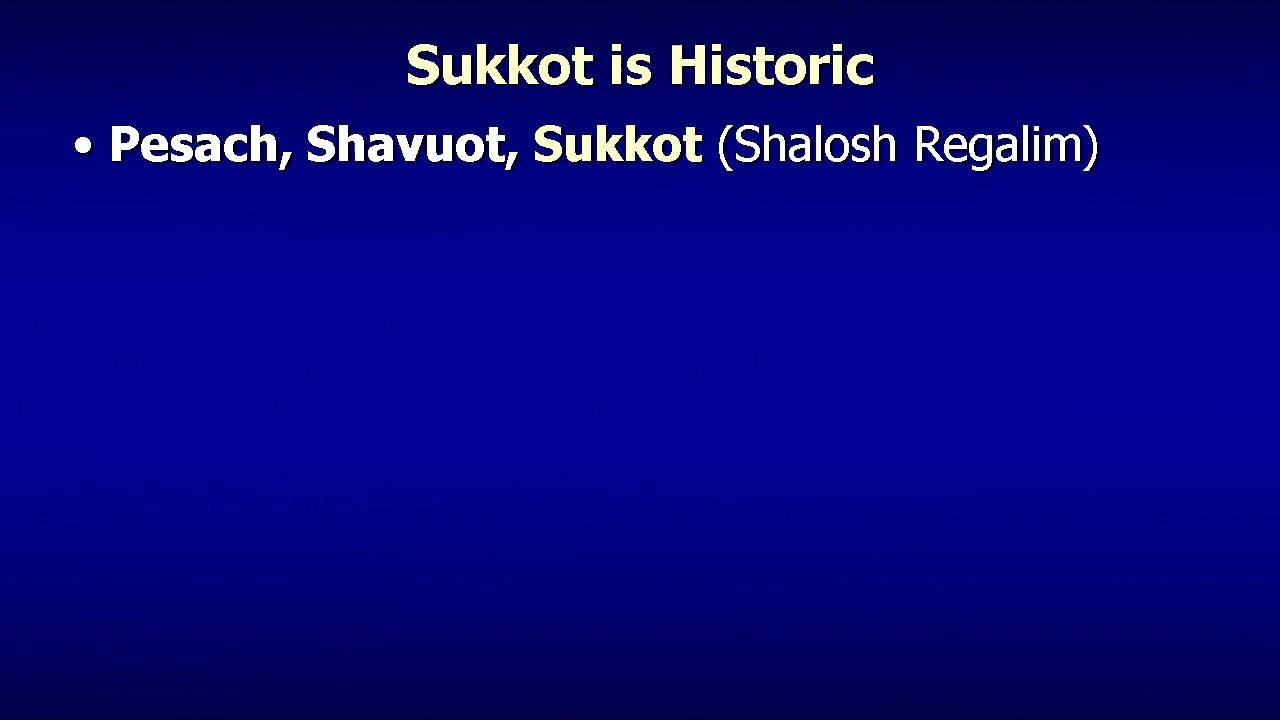 Sukkot is Historic
• Pesach, Shavuot, Sukkot (Shalosh Regalim)